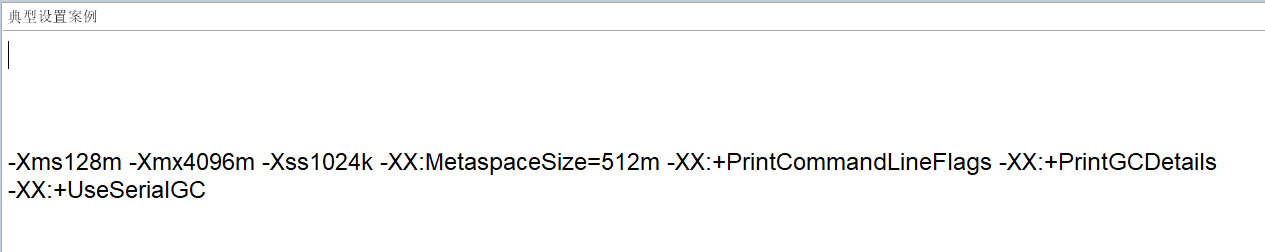 典型设置案例
-Xms128m -Xmx4096m -Xss1024k -XX:MetaspaceSize=512m -XX:+PrintCommandLineFlags -XX:+PrintGCDetails
-XX:+UseSerialGC